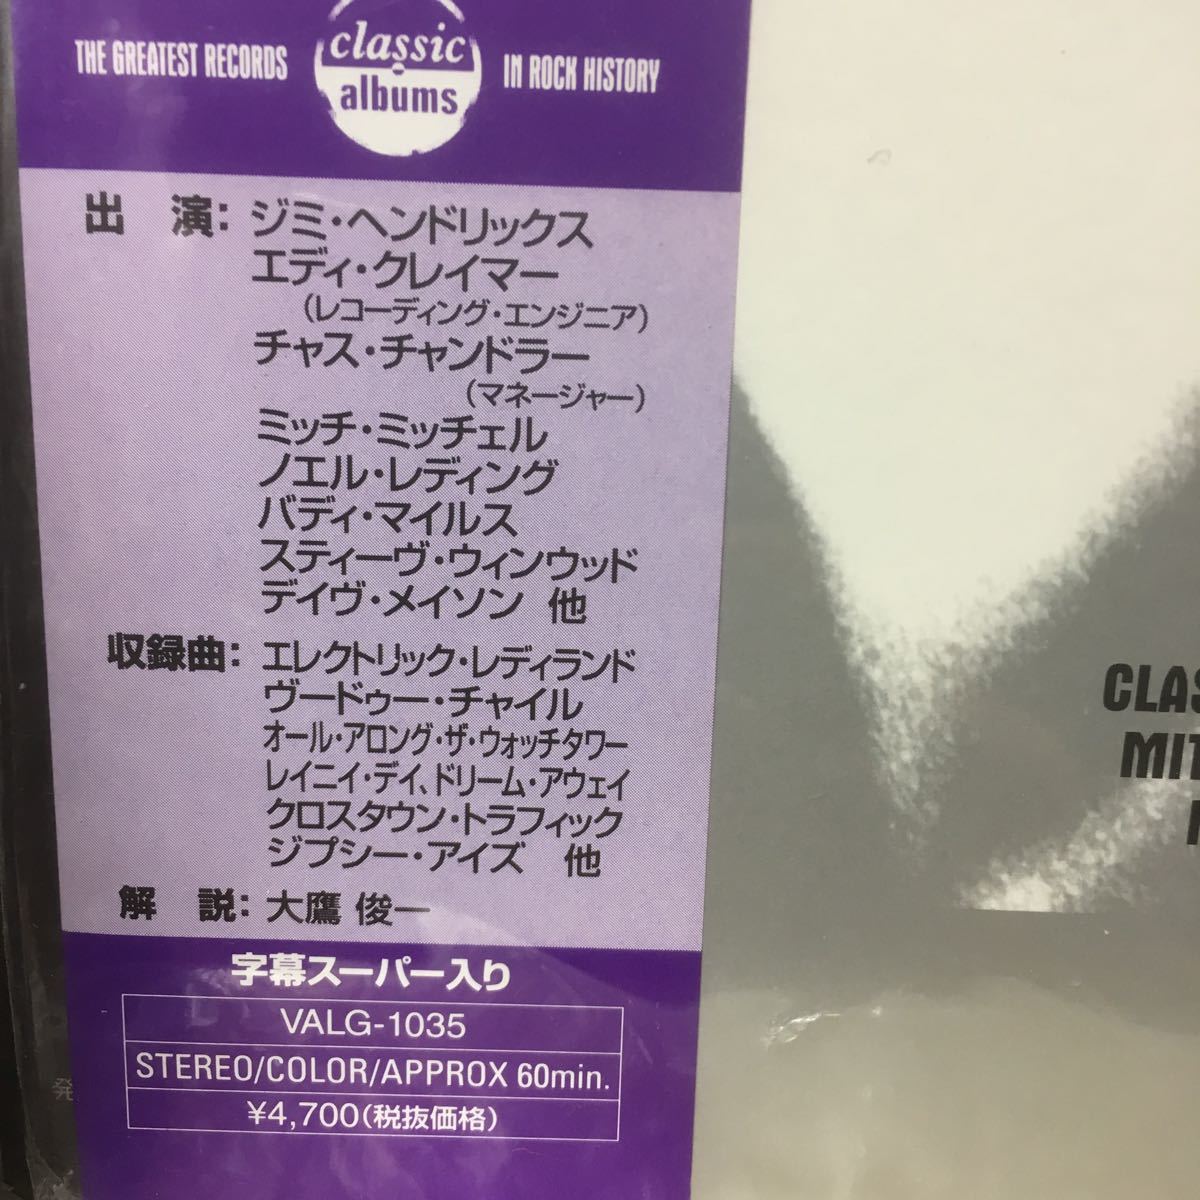 THE GREATEST RECORDS classic albums IN ROCK HISTORY
出 演: ジミ・ヘンドリックス
エディ・クレイマー
(レコーディング・エンジニア)
チャス・チャンドラー
(マネージャー)
ミッチ・ミッチェル
ノエル・レディング
バディ・マイルス
スティーヴ・ウィンウッド
デイヴ・メイソン 他
収録曲: エレクトリック・レディランド
ヴードゥー・チャイル
オール・アロング・ザ・ウォッチタワー
レイニイ・デイ、ドリーム・アウェイ
クロスタウン・トラフィック
ジプシー・アイズ 他
解 説: 大鷹 俊一
字幕スーパー入り
VALG-1035
STEREO/COLOR/APPROX 60min.
¥4,700(税抜価格)
発
CLAS
MIT